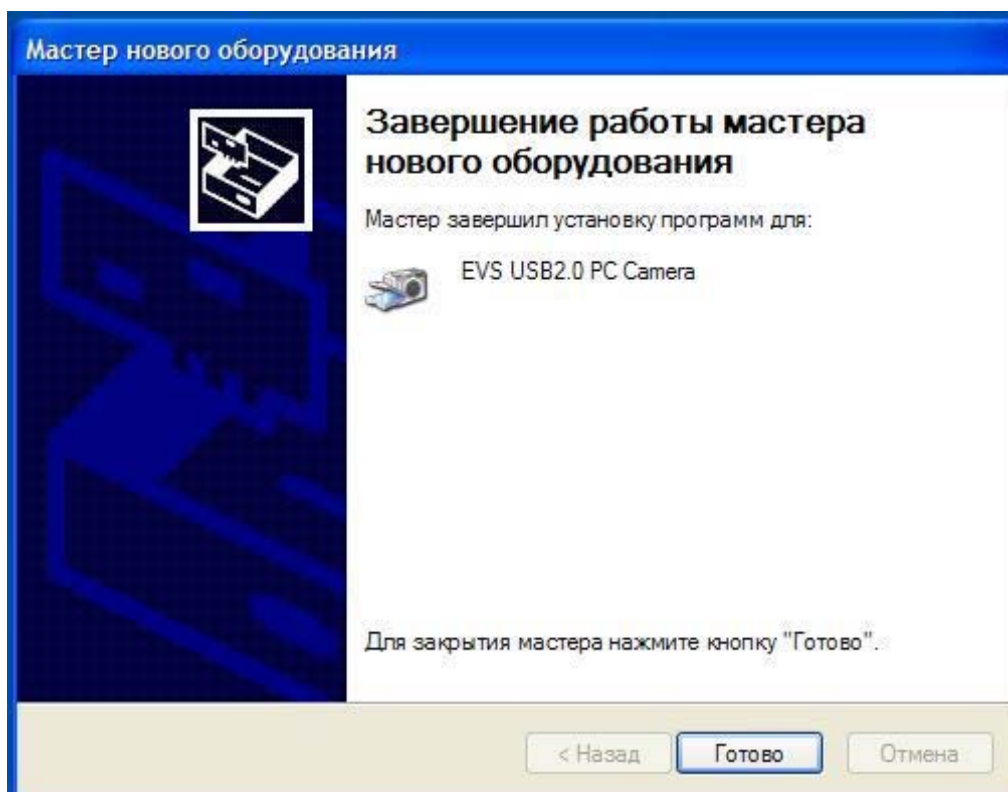 Мастер нового оборудования
Завершение работы мастера
нового оборудования
Мастер завершил установку программ для:
EVS USB2.0 PC Camera
Для закрытия мастера нажмите кнопку "Готово".
< Назад
Готово
Отмена